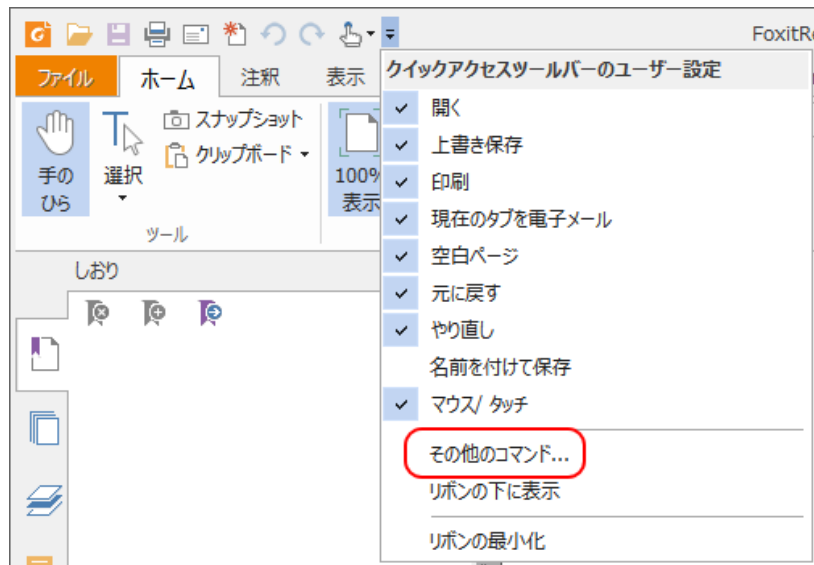 FoxitR
ファイル
ホーム
注釈
表示
クイックアクセスツールバーのユーザー設定
手の
ひら
選択
スナップショット
クリップボード
100%
表示
ツール
しおり
開く
上書き保存
印刷
現在のタブを電子メール
空白ページ
元に戻す
やり直し
名前を付けて保存
マウス/ タッチ
その他のコマンド...
リボンの下に表示
リボンの最小化